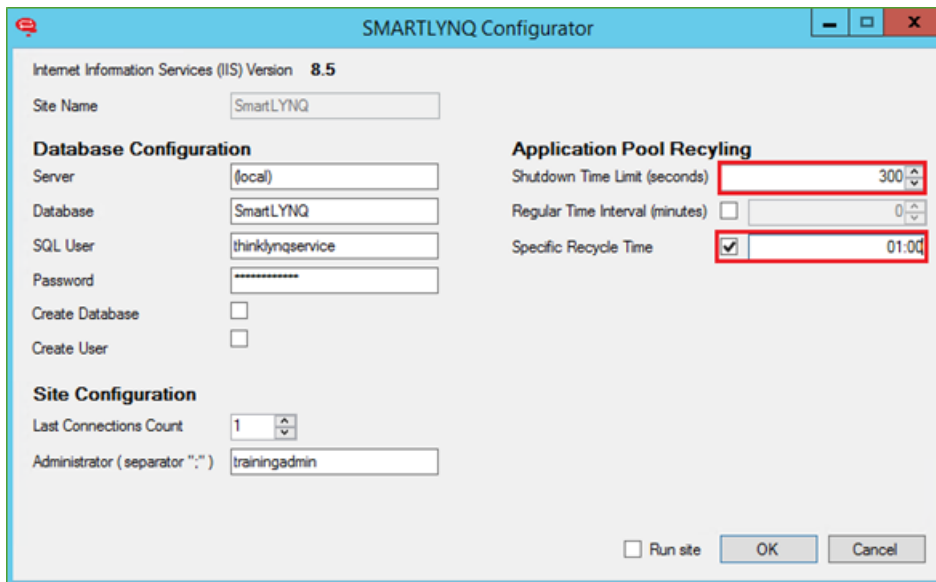 SMARTLYNQ Configurator
Internet Information Services (IIS) Version 8.5
Site Name SmartLYNQ
Database Configuration
Server (local)
Database SmartLYNQ
SQL User thinklynqservice
Password ************
Create Database
Create User
Site Configuration
Last Connections Count 1
Administrator ( separator ";" ) trainingadmin
Application Pool Recyling
Shutdown Time Limit (seconds) 300
Regular Time Interval (minutes) 0
Specific Recycle Time 01:00
Run site OK Cancel